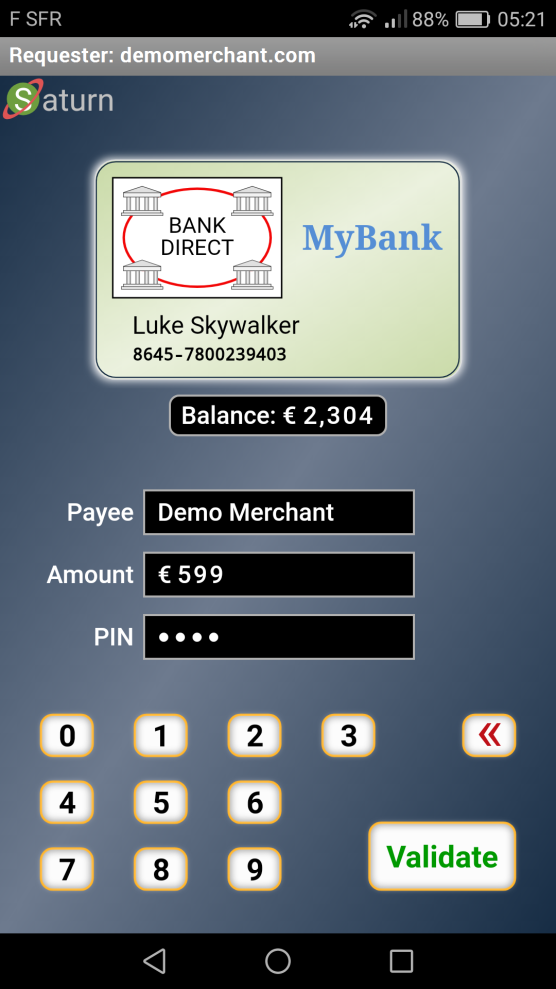 F SFR 88% 05:21
Requester: demomerchant.com
Saturn
BANK
DIRECT
MyBank
Luke Skywalker
8645-7800239403
Balance: € 2,304
Payee Demo Merchant
Amount € 599
PIN ••••
0 1 2 3 «
4 5 6
Validate
7 8 9